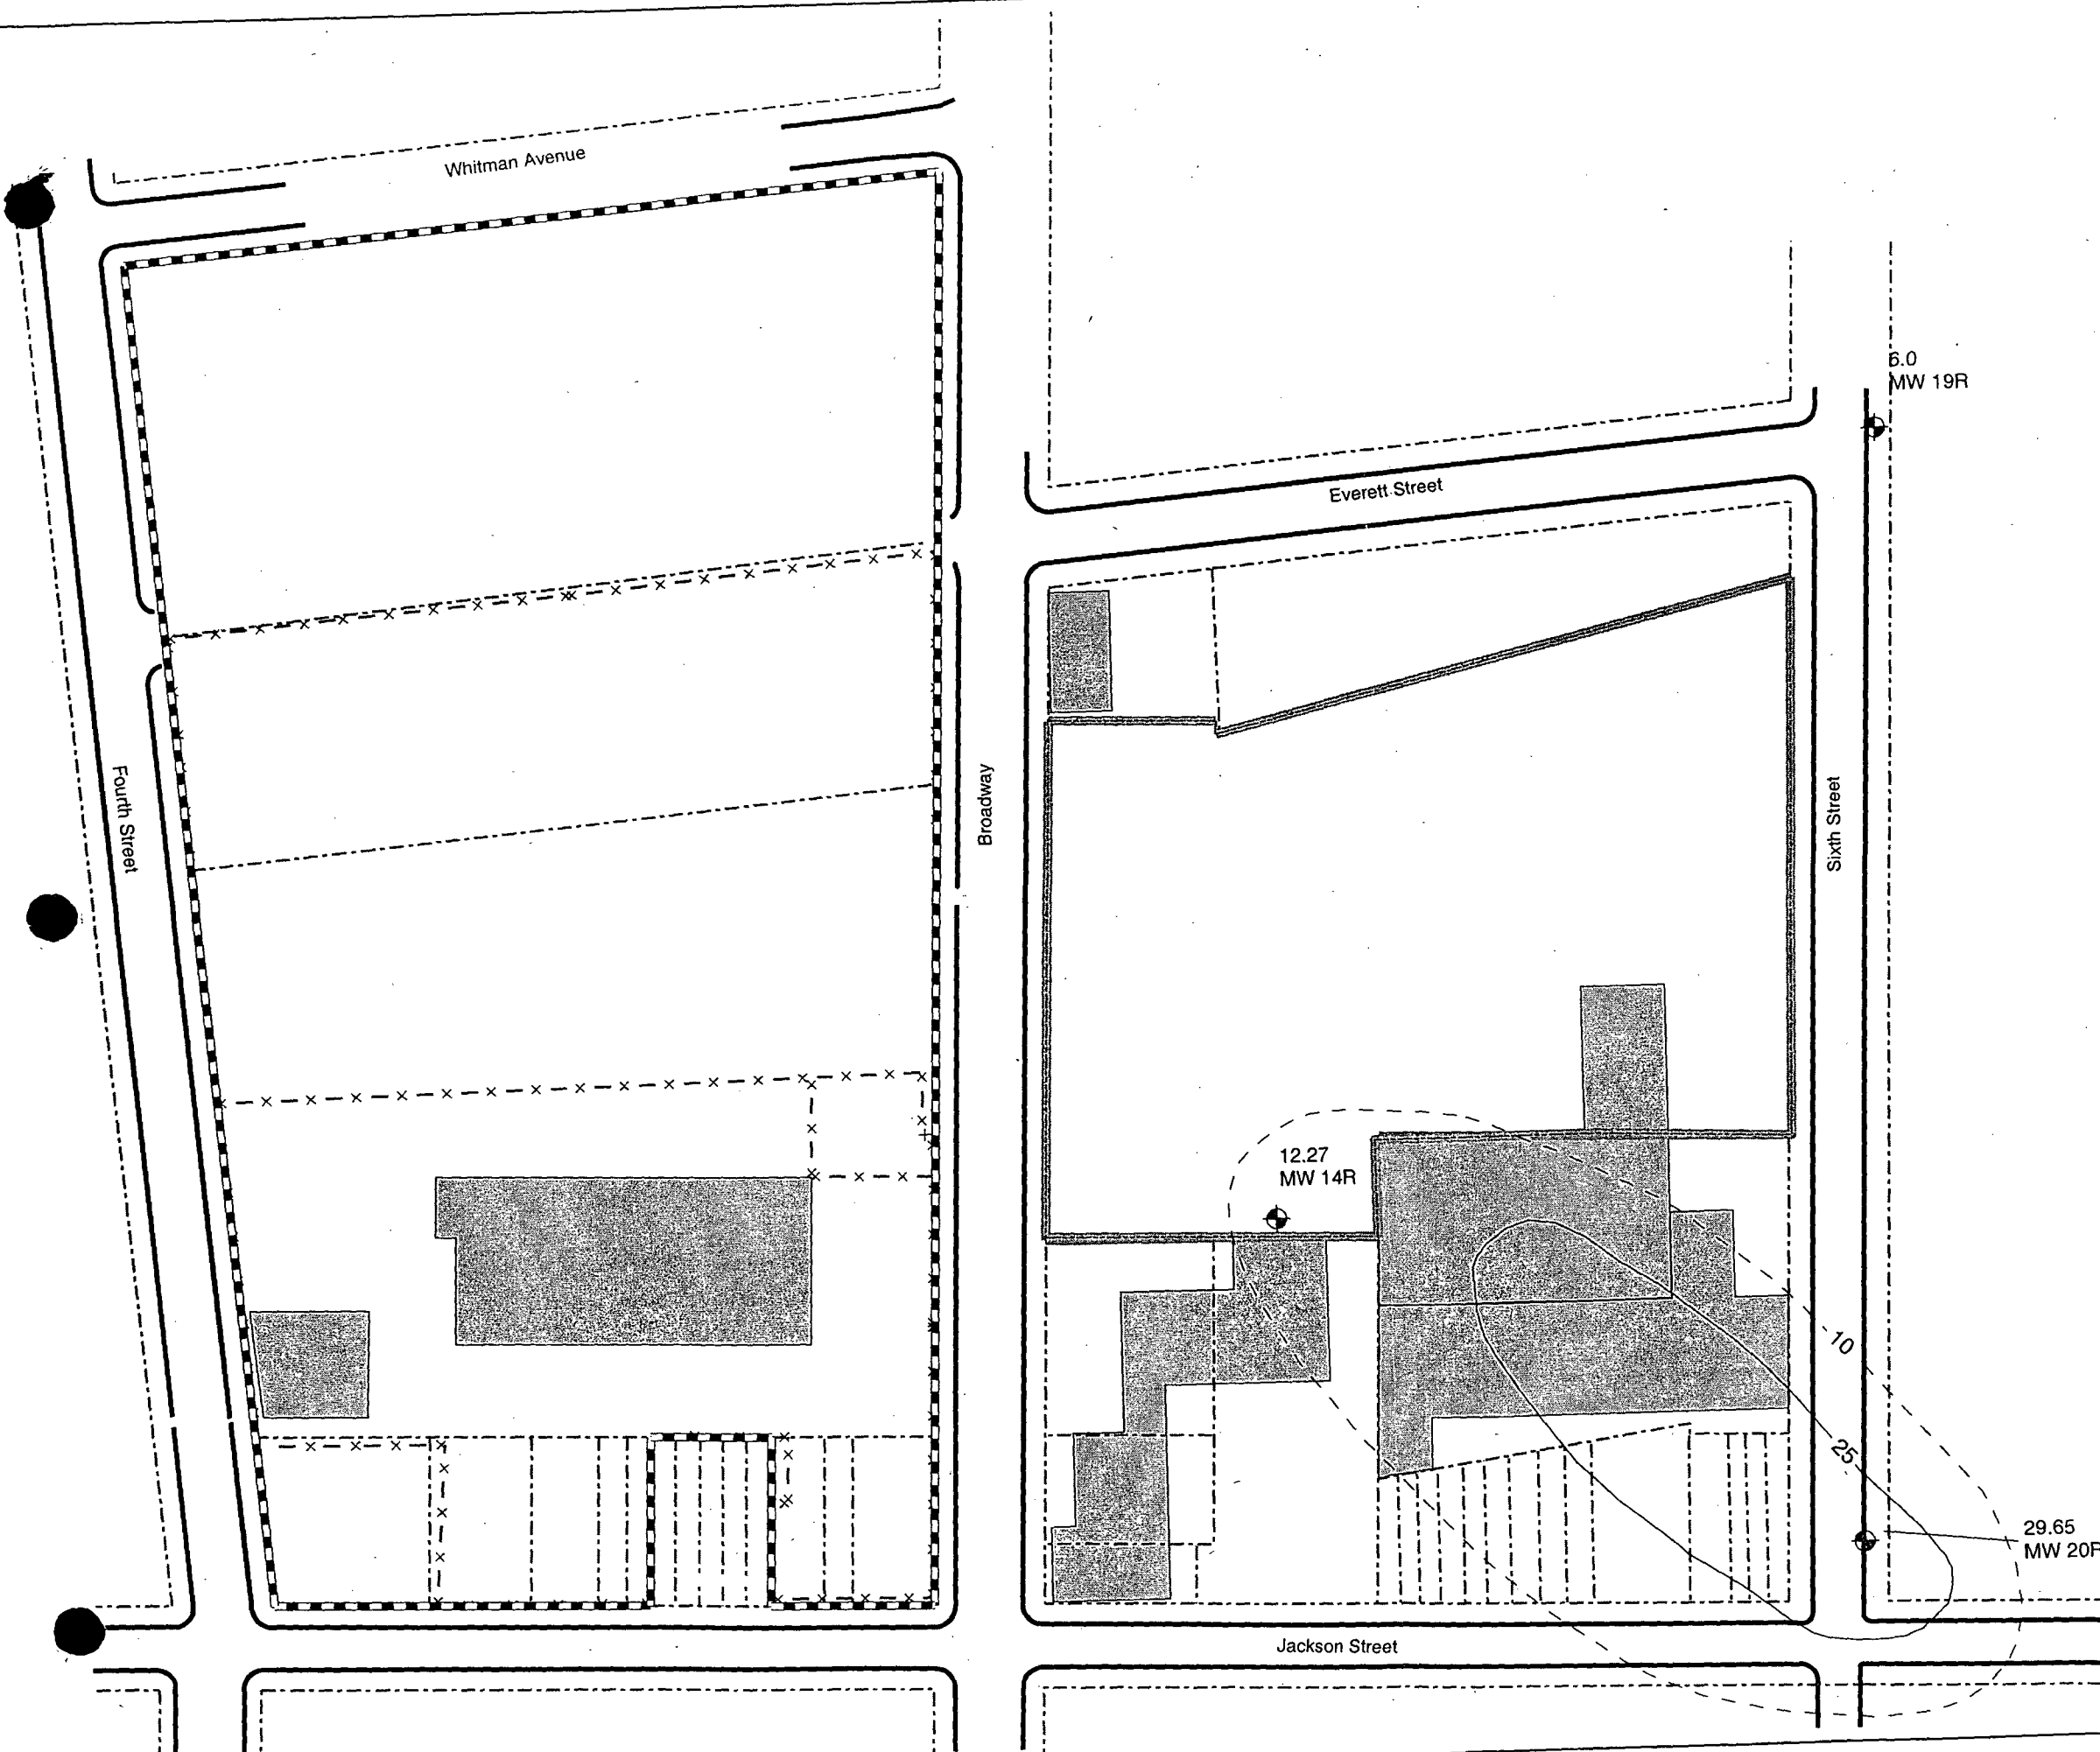 Whitman Avenue
6.0
MW 19R
Everett Street
Fourth Street
Broadway
Sixth Street
12.27
MW 14R
10
25
29.65
MW 20R
Jackson Street